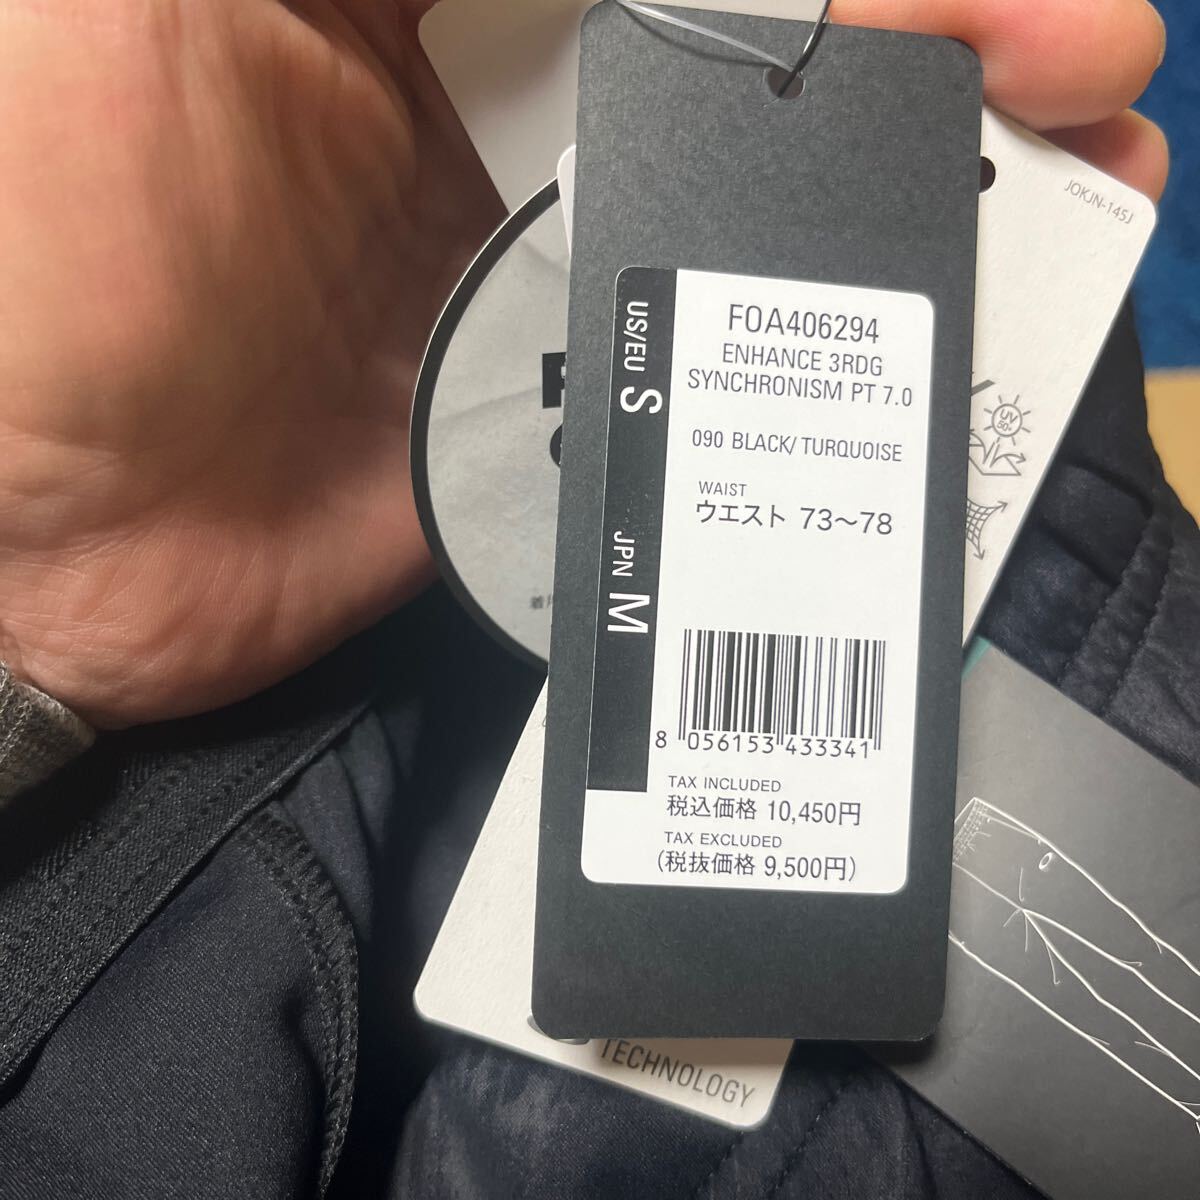 JOKJN-145J
UV
50+
US/EU S
JPN M
FOA406294
ENHANCE 3RDG
SYNCHRONISM PT 7.0
090 BLACK/TURQUOISE
WAIST
ウエスト 73～78
8 056153 433341
TAX INCLUDED
税込価格 10,450円
TAX EXCLUDED
(税抜価格 9,500円)
TECHNOLOGY